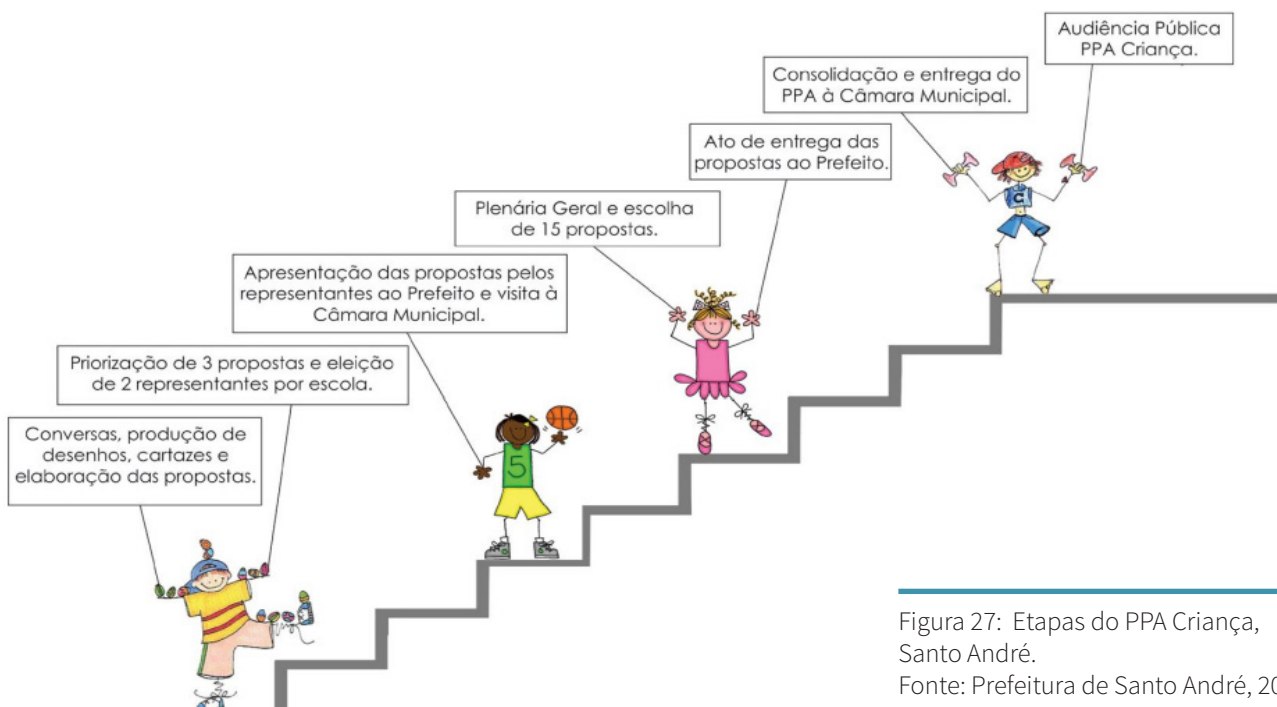 Audiência Pública
PPA Criança.
Consolidação e entrega do
PPA à Câmara Municipal.
Ato de entrega das
propostas ao Prefeito.
Plenária Geral e escolha
de 15 propostas.
Apresentação das propostas pelos
representantes ao Prefeito e visita à
Câmara Municipal.
Priorização de 3 propostas e eleição
de 2 representantes por escola.
Conversas, produção de
desenhos, cartazes e
elaboração das propostas.
C
5
Figura 27: Etapas do PPA Criança,
Santo André.
Fonte: Prefeitura de Santo André,